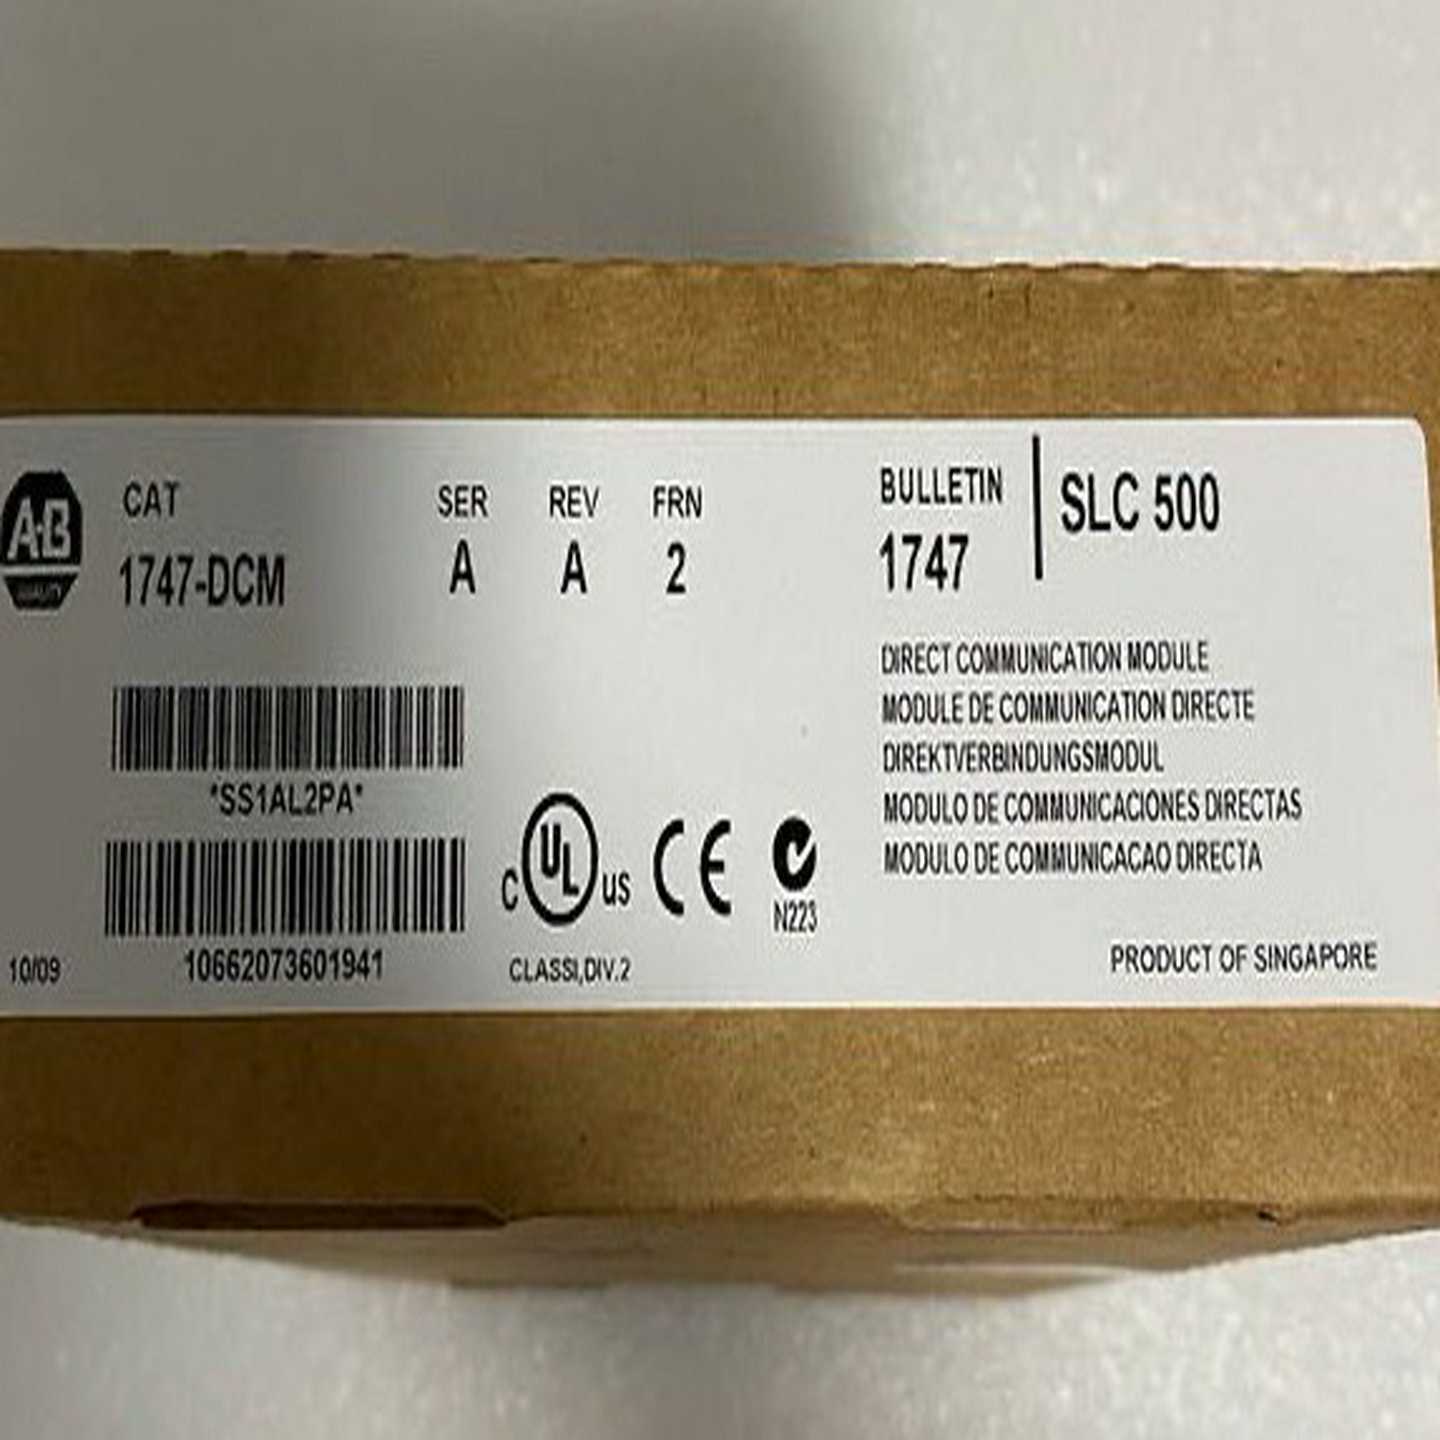 A-B
QUALITY
CAT SER REV FRN
1747-DCM A A 2
BULLETIN
1747
SLC 500
DIRECT COMMUNICATION MODULE
MODULE DE COMMUNICATION DIRECTE
DIREKTVERBINDUNGSMODUL
MODULO DE COMMUNICACIONES DIRECTAS
MODULO DE COMMUNICACAO DIRECTA
*SS1AL2PA*
10662073601941
10/09
C UL US
CE
N223
CLASSI,DIV.2
PRODUCT OF SINGAPORE